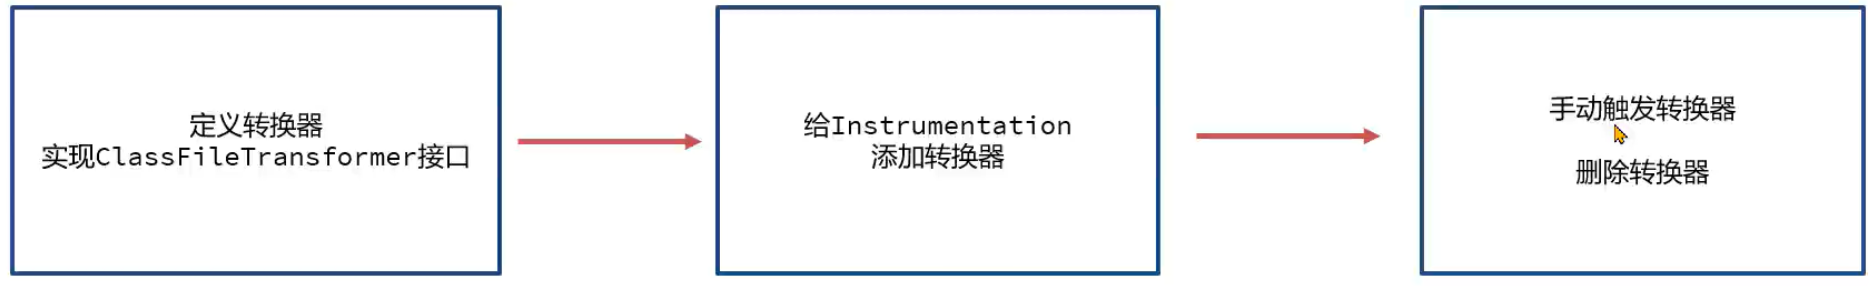 定义转换器
实现ClassFileTransformer接口
给Instrumentation
添加转换器
手动触发转换器
删除转换器